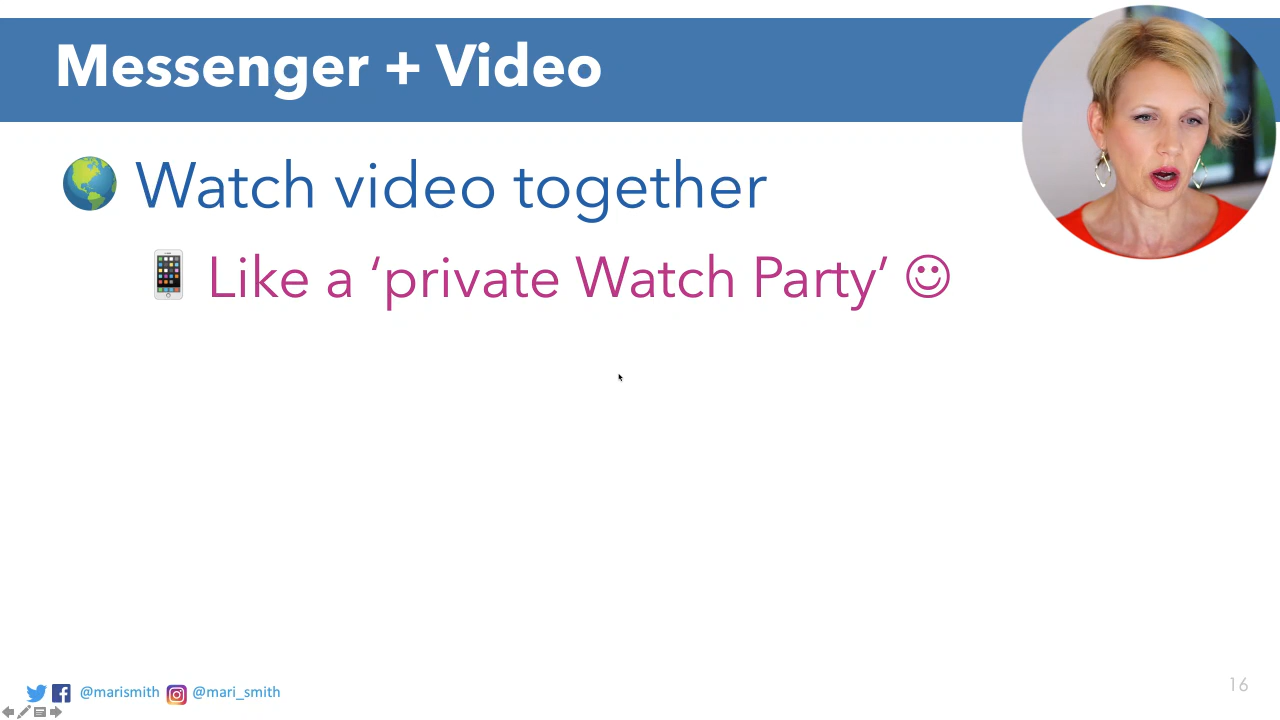 Messenger + Video
Watch video together
Like a ‘private Watch Party’ ☺
@marismith @mari_smith
16